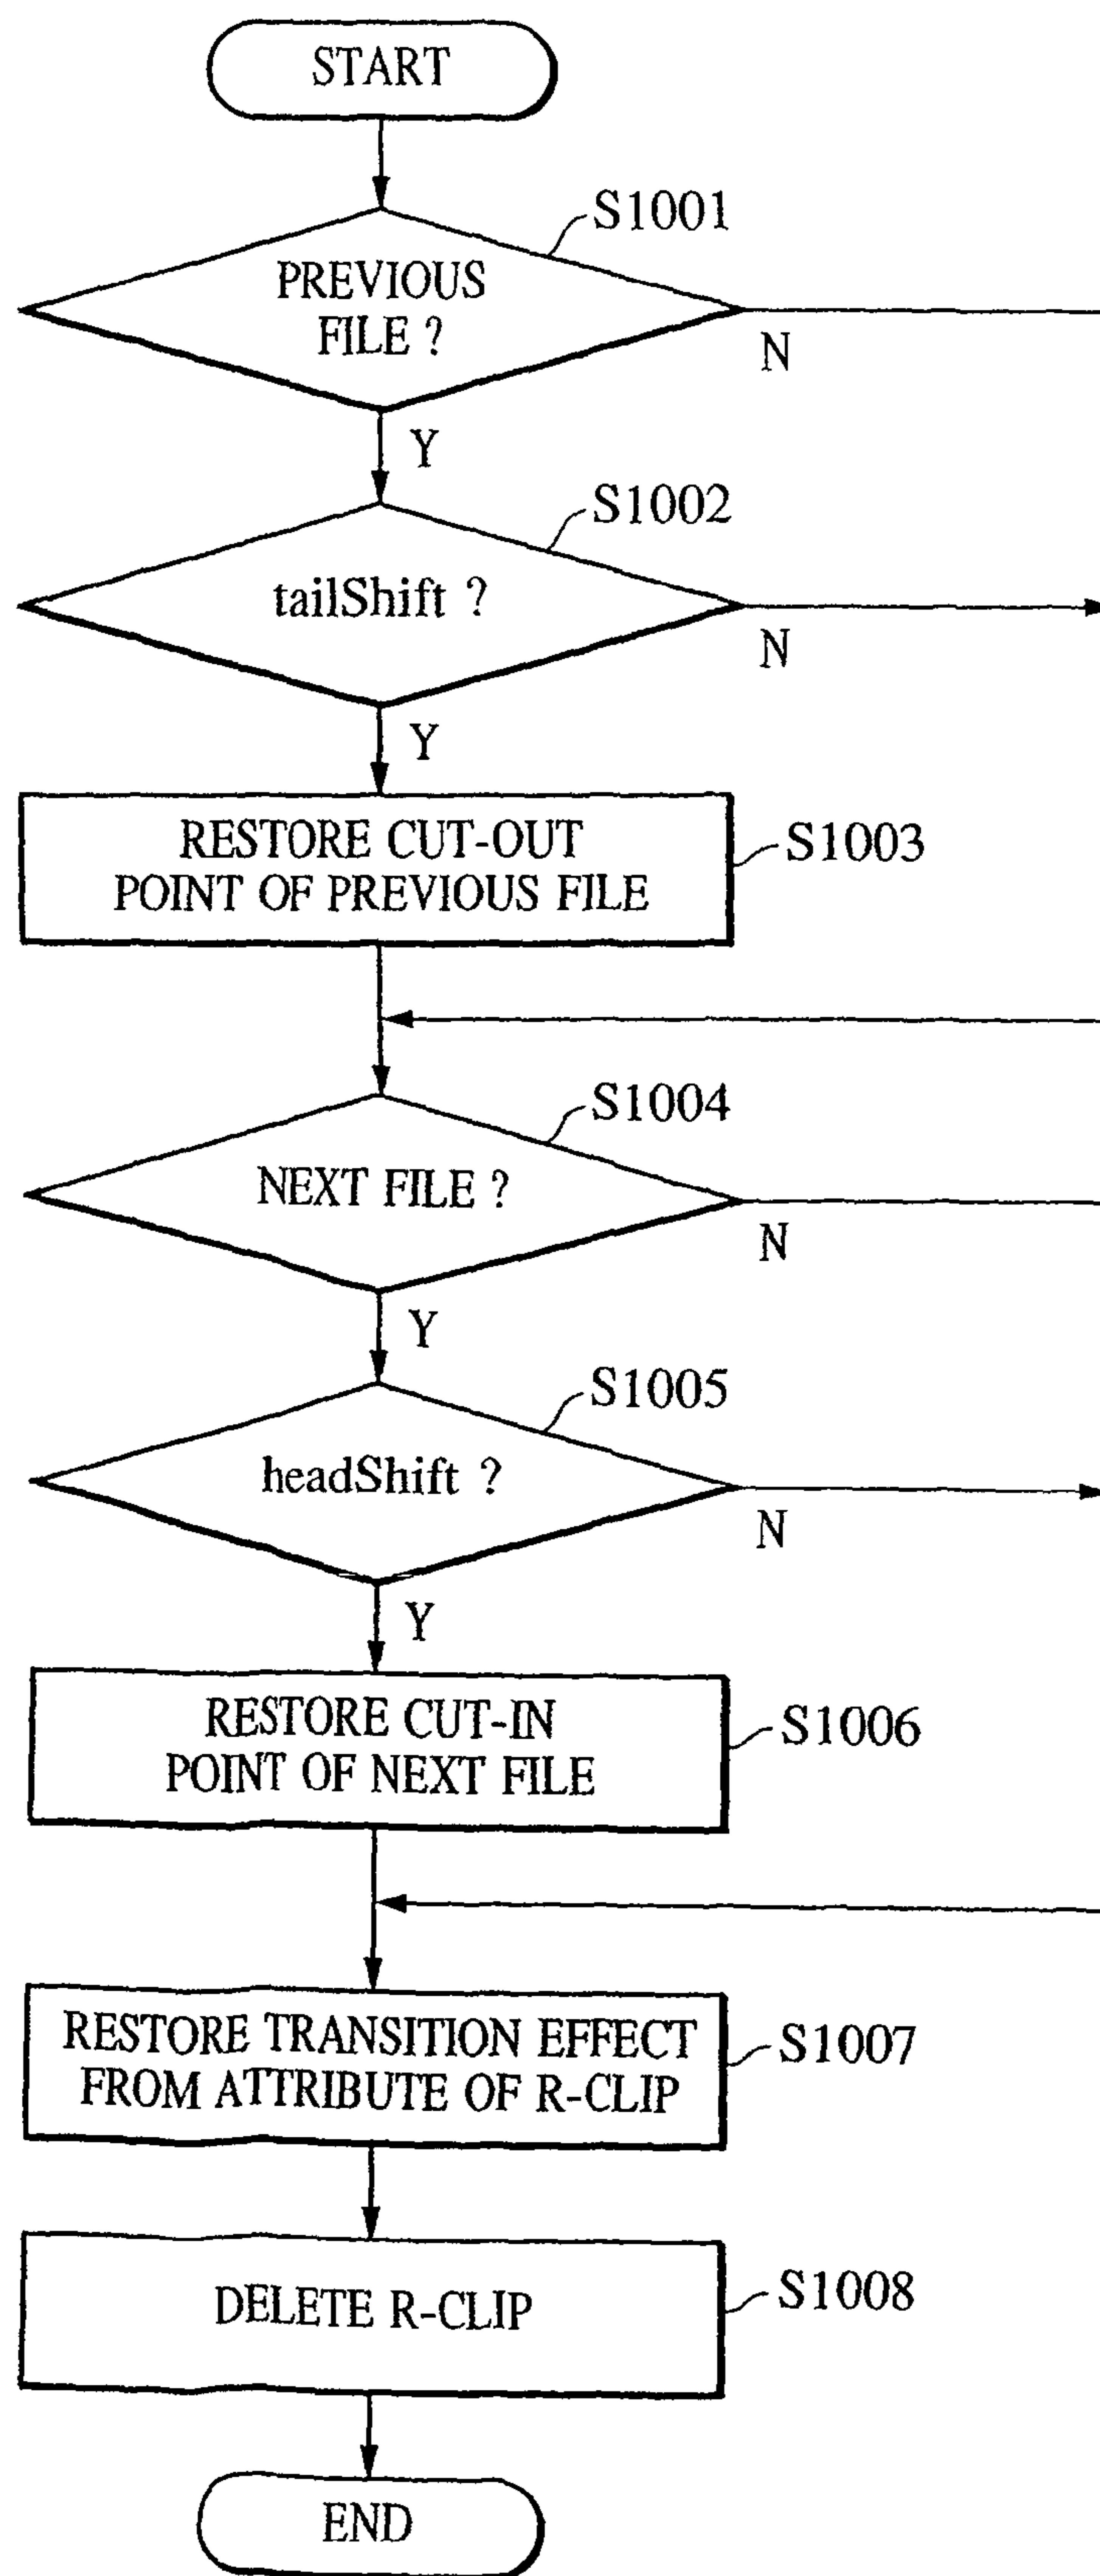 START
S1001
PREVIOUS
FILE ?
N
Y
S1002
tailShift ?
N
Y
RESTORE CUT-OUT
POINT OF PREVIOUS FILE
S1003
S1004
NEXT FILE ?
N
Y
S1005
headShift ?
N
Y
RESTORE CUT-IN
POINT OF NEXT FILE
S1006
RESTORE TRANSITION EFFECT
FROM ATTRIBUTE OF R-CLIP
S1007
DELETE R-CLIP
S1008
END